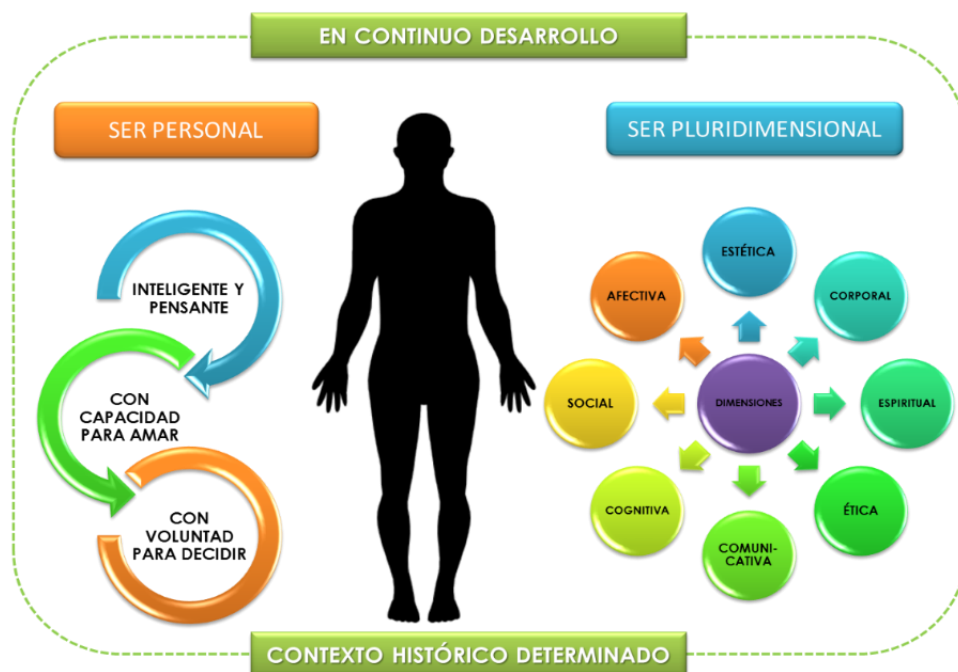 EN CONTINUO DESARROLLO
SER PERSONAL
INTELIGENTE Y
PENSANTE
CON
CAPACIDAD
PARA AMAR
CON
VOLUNTAD
PARA DECIDIR
SER PLURIDIMENSIONAL
ESTÉTICA
CORPORAL
ESPIRITUAL
ÉTICA
COMUNI-
CATIVA
COGNITIVA
SOCIAL
AFECTIVA
DIMENSIONES
CONTEXTO HISTÓRICO DETERMINADO